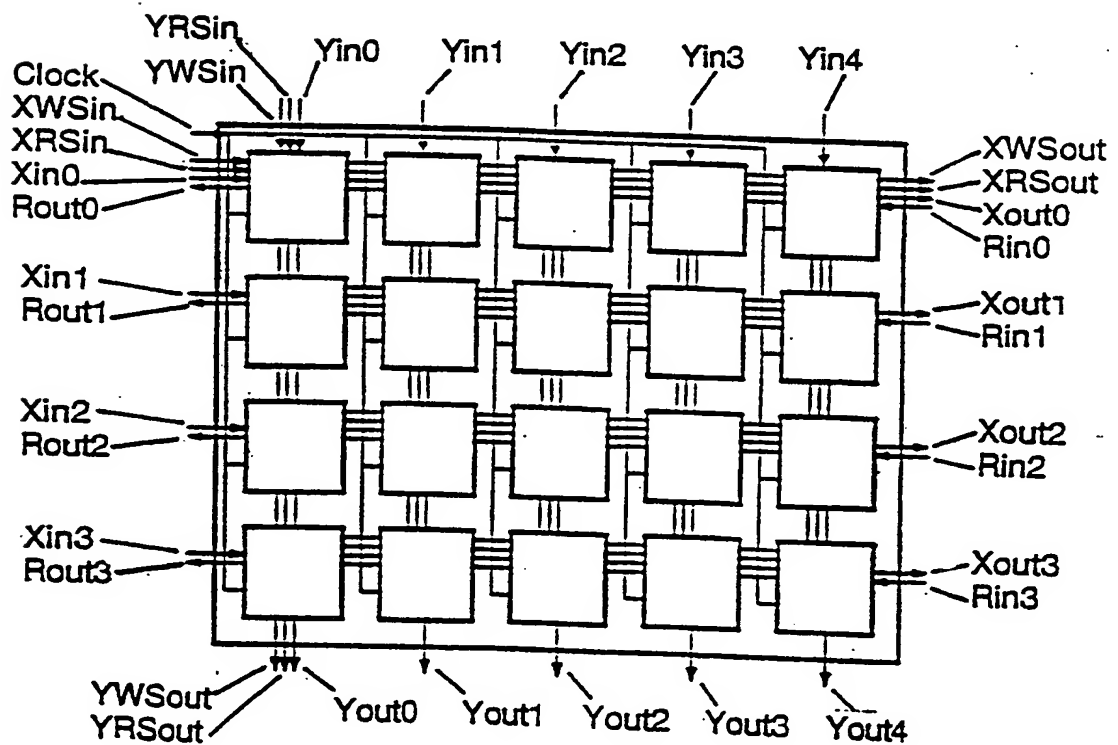 YRSin
Yin0
Yin1
Yin2
Yin3
Yin4
YWSin
Clock
XWSin
XRSin
Xin0
Rout0
XWSout
XRSout
Xout0
Rin0
Xin1
Rout1
Xout1
Rin1
Xin2
Rout2
Xout2
Rin2
Xin3
Rout3
Xout3
Rin3
YWSout
YRSout
Yout0
Yout1
Yout2
Yout3
Yout4